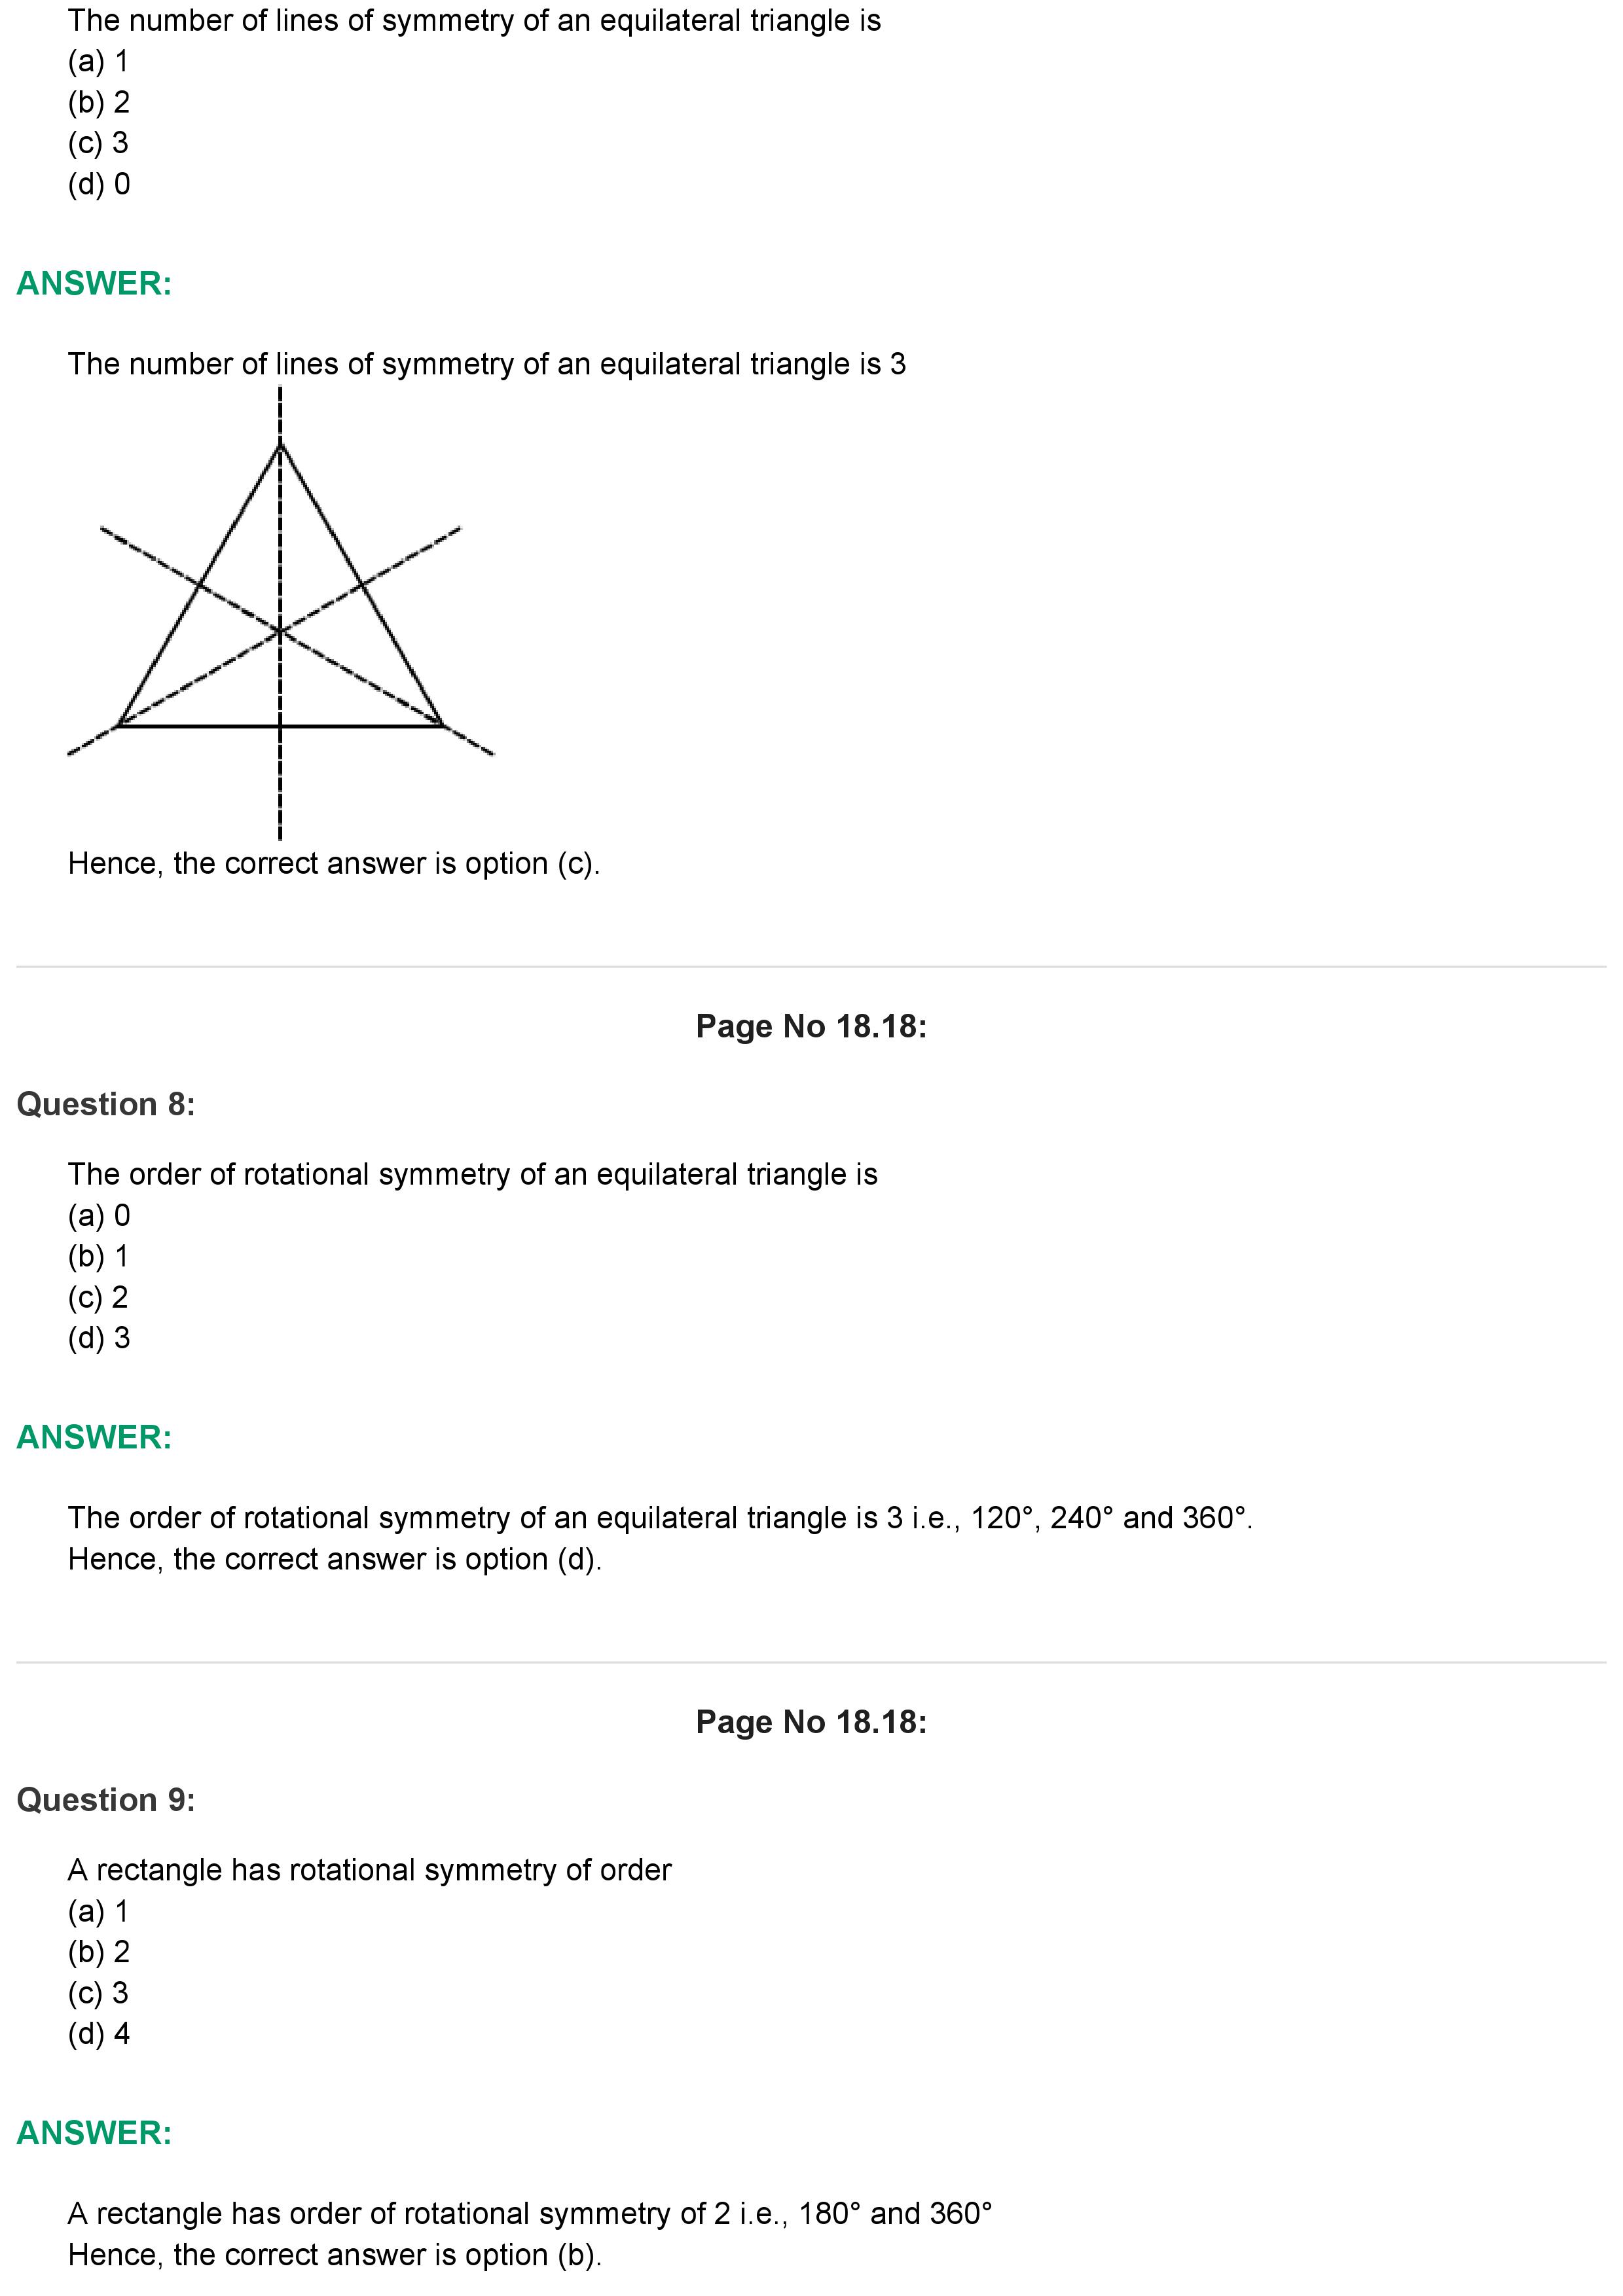 The number of lines of symmetry of an equilateral triangle is
(a) 1
(b) 2
(c) 3
(d) 0
ANSWER:
The number of lines of symmetry of an equilateral triangle is 3
Hence, the correct answer is option (c).
Page No 18.18:
Question 8:
The order of rotational symmetry of an equilateral triangle is
(a) 0
(b) 1
(c) 2
(d) 3
ANSWER:
The order of rotational symmetry of an equilateral triangle is 3 i.e., 120°, 240° and 360°.
Hence, the correct answer is option (d).
Page No 18.18:
Question 9:
A rectangle has rotational symmetry of order
(a) 1
(b) 2
(c) 3
(d) 4
ANSWER:
A rectangle has order of rotational symmetry of 2 i.e., 180° and 360°
Hence, the correct answer is option (b).